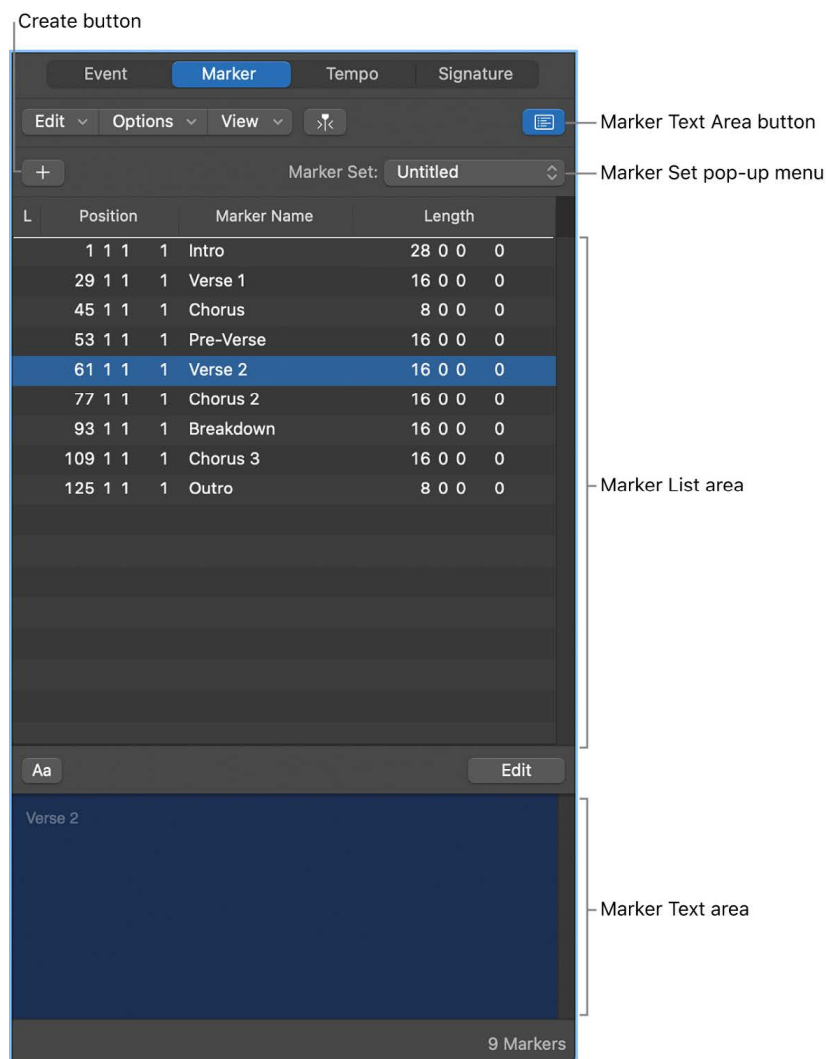 Create button
Event Marker Tempo Signature
Edit Options View
Marker Text Area button
+ Marker Set: Untitled
Marker Set pop-up menu
L Position Marker Name Length
1 1 1 1 Intro 28 0 0 0
29 1 1 1 Verse 1 16 0 0 0
45 1 1 1 Chorus 8 0 0 0
53 1 1 1 Pre-Verse 16 0 0 0
61 1 1 1 Verse 2 16 0 0 0
77 1 1 1 Chorus 2 16 0 0 0
93 1 1 1 Breakdown 16 0 0 0
109 1 1 1 Chorus 3 16 0 0 0
125 1 1 1 Outro 8 0 0 0
Marker List area
Aa Edit
Verse 2
Marker Text area
9 Markers